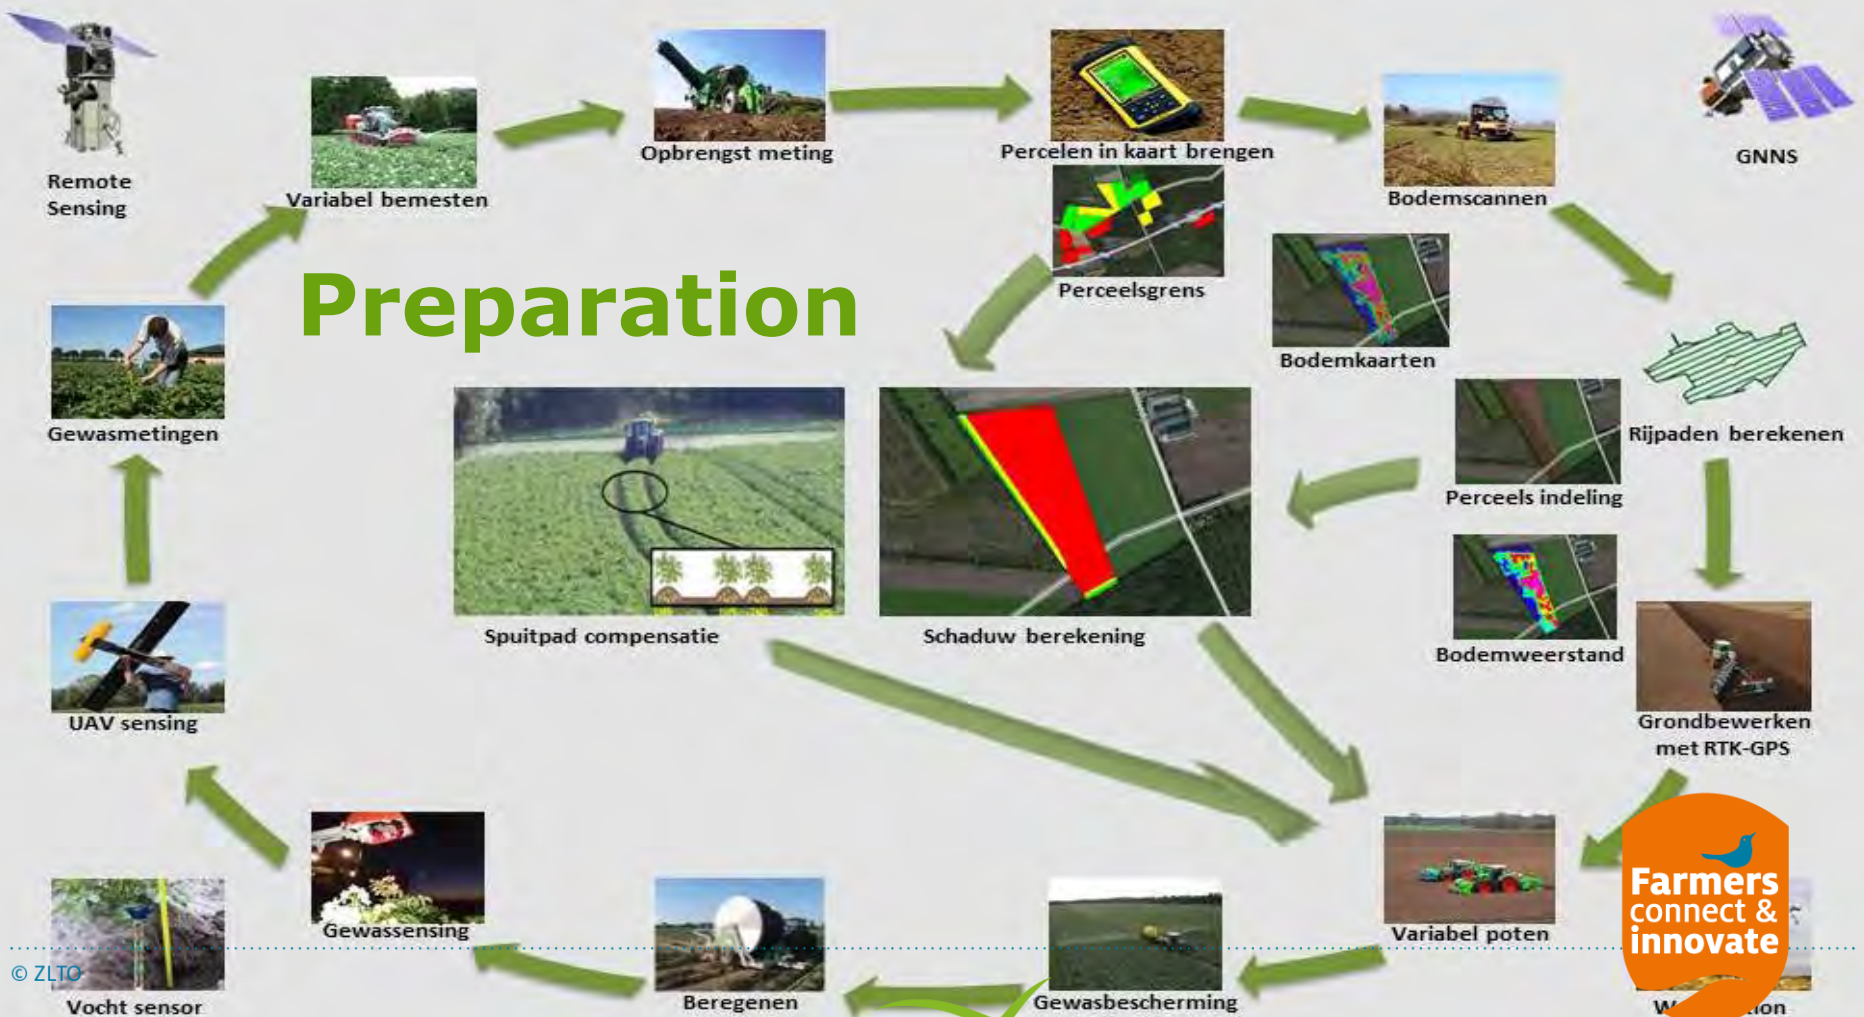 Remote
Sensing
Variabel bemesten
Opbrengst meting
Percelen in kaart brengen
Bodemscannen
GNNS
Preparation
Perceelsgrens
Bodemkaarten
Gewasmetingen
Rijpaden berekenen
Perceels indeling
Spuitpad compensatie
Schaduw berekening
Bodemweerstand
UAV sensing
Grondbewerken
met RTK-GPS
Farmers
connect &
innovate
Gewassensing
Variabel poten
© ZLTO
Vocht sensor
Beregenen
Gewasbescherming